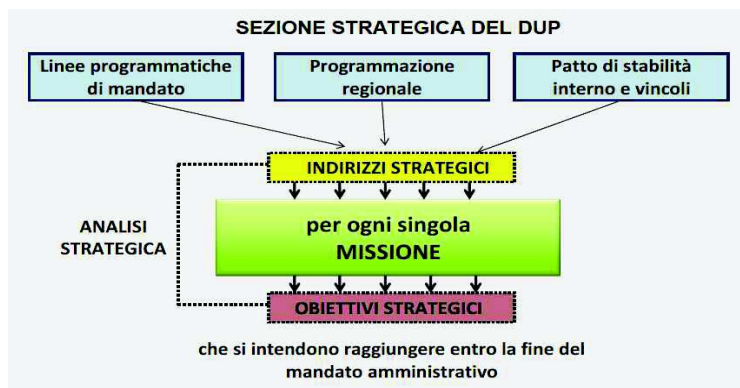 SEZIONE STRATEGICA DEL DUP
Linee programmatiche
di mandato
Programmazione
regionale
Patto di stabilità
interno e vincoli
INDIRIZZI STRATEGICI
ANALISI
STRATEGICA
per ogni singola
MISSIONE
OBIETTIVI STRATEGICI
che si intendono raggiungere entro la fine del
mandato amministrativo